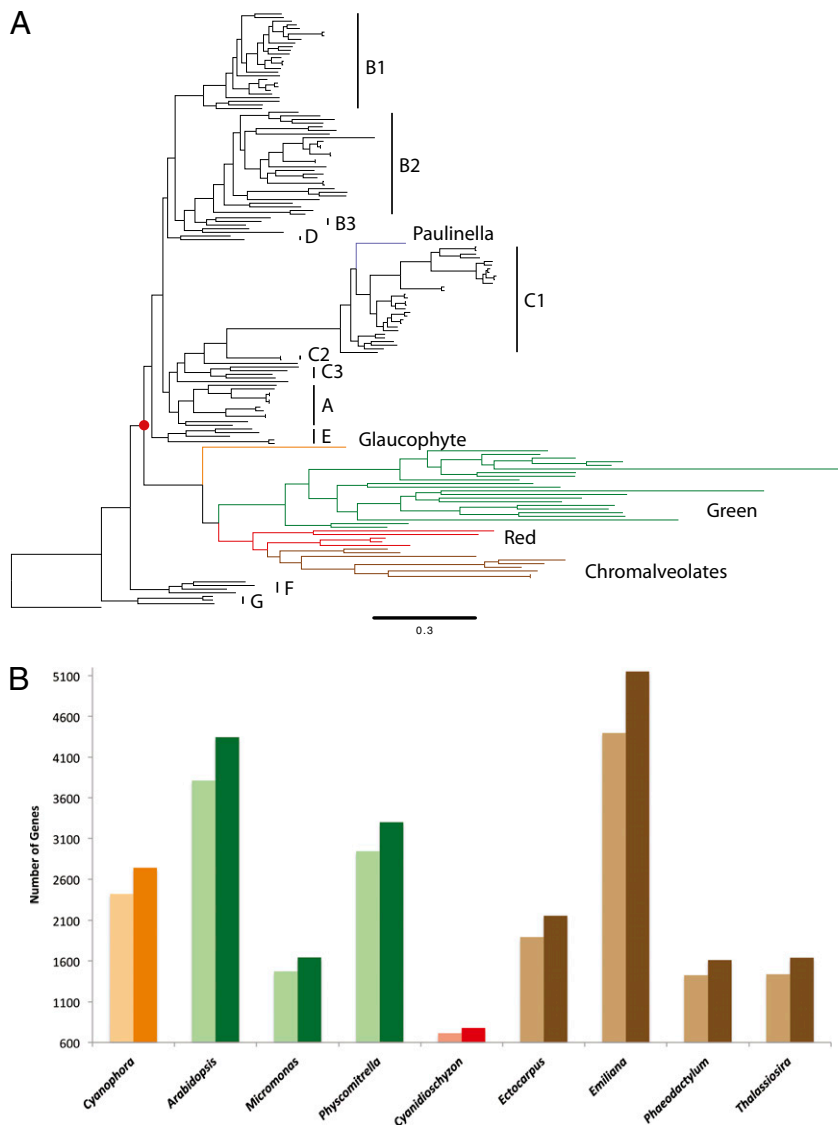 A
B1
B2
B3
D
Paulinella
C1
C2
C3
A
E
Glaucophyte
Green
Red
Chromalveolates
F
G
0.3
B
Number of Genes
5100
4600
4100
3600
3100
2600
2100
1600
1100
600
Cyanophora
Arabidopsis
Micromonas
Physcomitrella
Cyanidioschyzon
Ectocarpus
Emiliana
Phaeodactylum
Thalassiosira